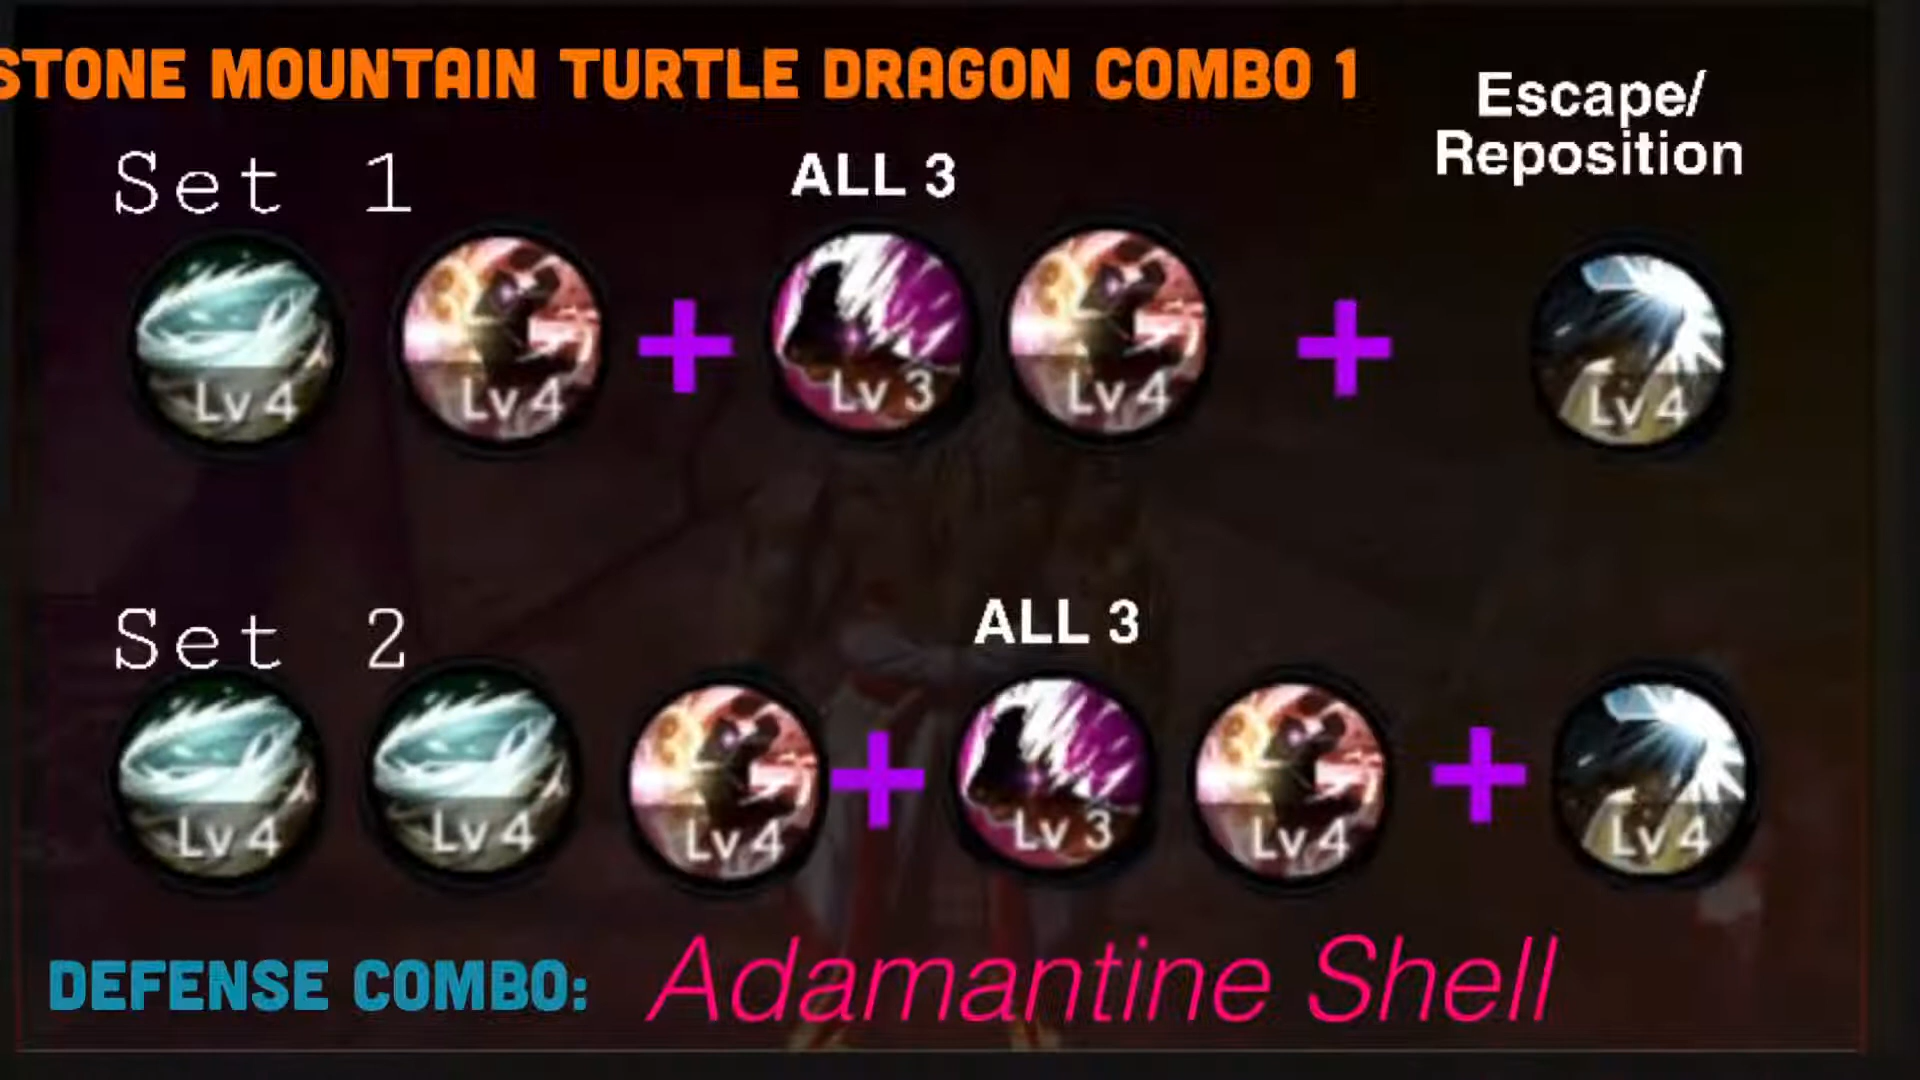 STONE MOUNTAIN TURTLE DRAGON COMBO 1
Escape/
Reposition
Set 1
ALL 3
Lv 4
Lv 4
+
Lv 3
Lv 4
+
Lv 4
Set 2
ALL 3
Lv 4
Lv 4
Lv 4
+
Lv 3
Lv 4
+
Lv 4
DEFENSE COMBO: Adamantine Shell